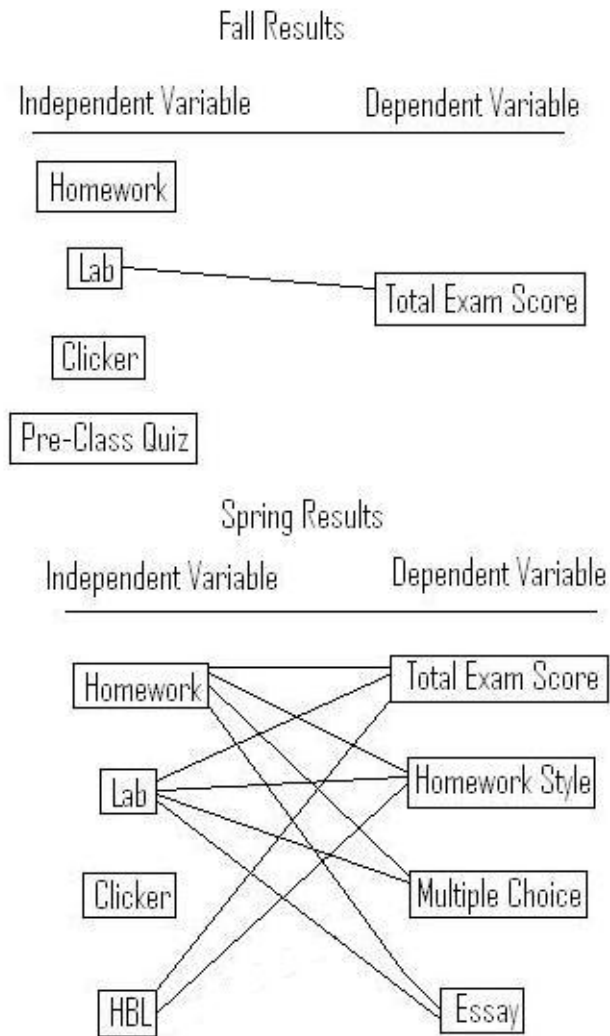 Fall Results
Independent Variable Dependent Variable
Homework
Lab
Total Exam Score
Clicker
Pre-Class Quiz
Spring Results
Independent Variable Dependent Variable
Homework Total Exam Score
Lab Homework Style
Clicker Multiple Choice
HBL Essay